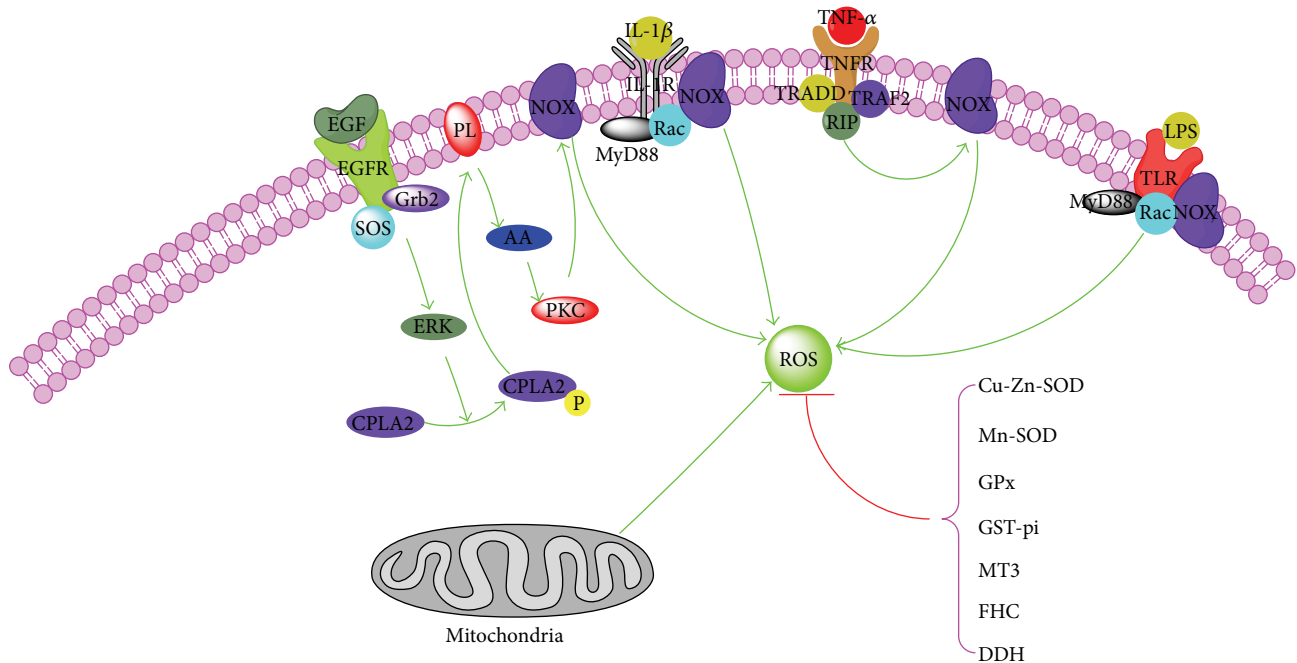 TNF-α
IL-1β
TNFR
IL-1R
NOX
NOX
TRADD
TRAF2
NOX
RIP
EGF
PL
Rac
MyD88
LPS
EGFR
TLR
Grb2
MyD88
Rac
NOX
SOS
AA
PKC
ERK
ROS
CPLA2
P
CPLA2
Cu-Zn-SOD
Mn-SOD
GPx
GST-pi
MT3
FHC
DDH
Mitochondria